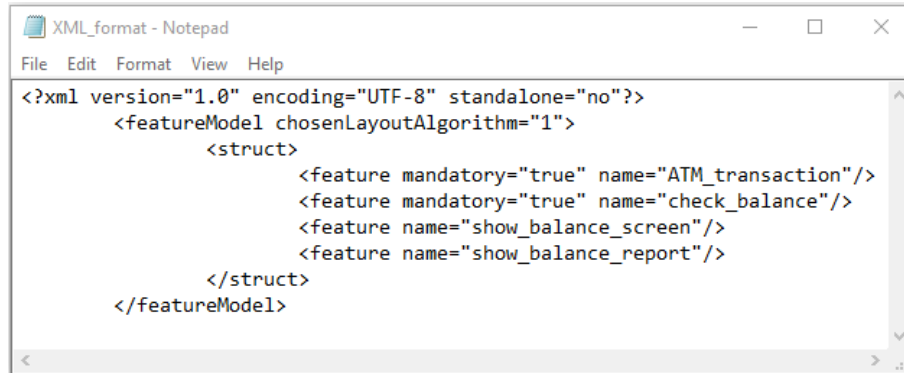 XML_format - Notepad
File Edit Format View Help
<?xml version="1.0" encoding="UTF-8" standalone="no"?>
<featureModel chosenLayoutAlgorithm="1">
<struct>
<feature mandatory="true" name="ATM_transaction"/>
<feature mandatory="true" name="check_balance"/>
<feature name="show_balance_screen"/>
<feature name="show_balance_report"/>
</struct>
</featureModel>